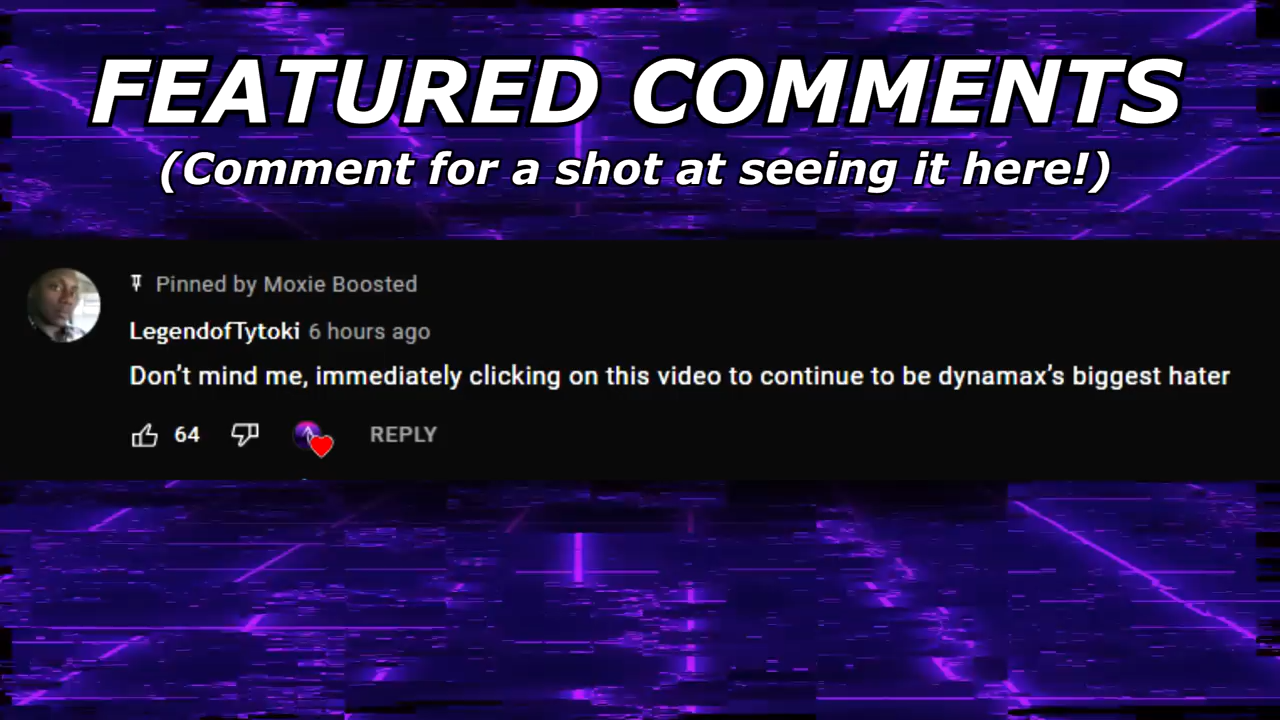 FEATURED COMMENTS
(Comment for a shot at seeing it here!)
Pinned by Moxie Boosted
LegendofTytoki 6 hours ago
Don’t mind me, immediately clicking on this video to continue to be dynamax’s biggest hater
64 REPLY